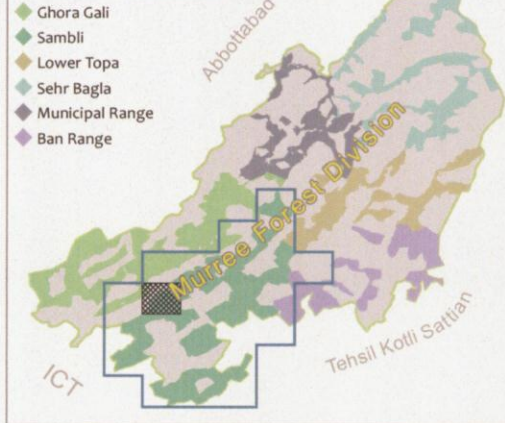 Ghora Gali
Sambli
Lower Topa
Sehr Bagla
Municipal Range
Ban Range
Abbottabad
Murree Forest Division
Tehsil Kotli Sattian
ICT